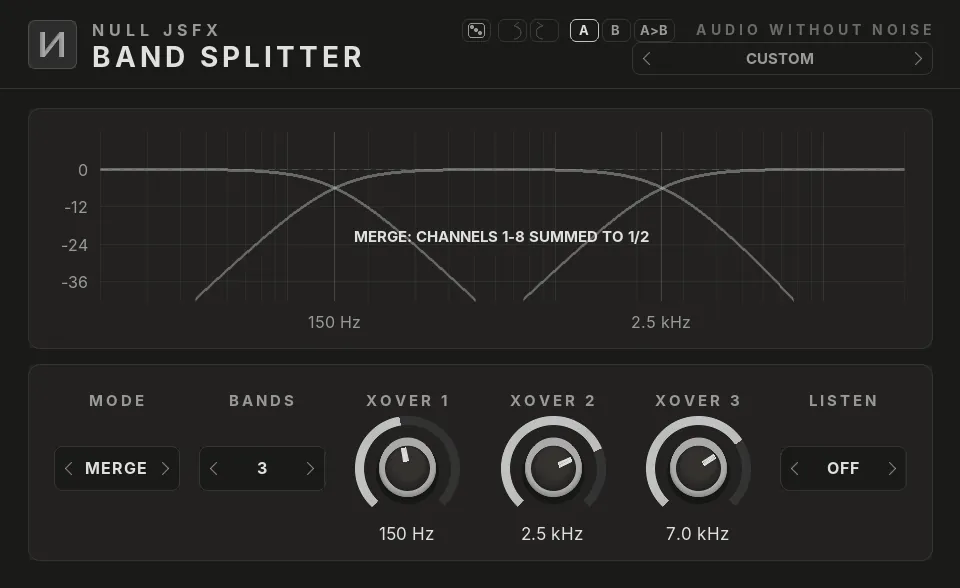 NULL JSFX
BAND SPLITTER
A B A>B
AUDIO WITHOUT NOISE
CUSTOM
0
-12
-24
-36
MERGE: CHANNELS 1-8 SUMMED TO 1/2
150 Hz 2.5 kHz
MODE BANDS XOVER 1 XOVER 2 XOVER 3 LISTEN
MERGE 3 OFF
150 Hz 2.5 kHz 7.0 kHz